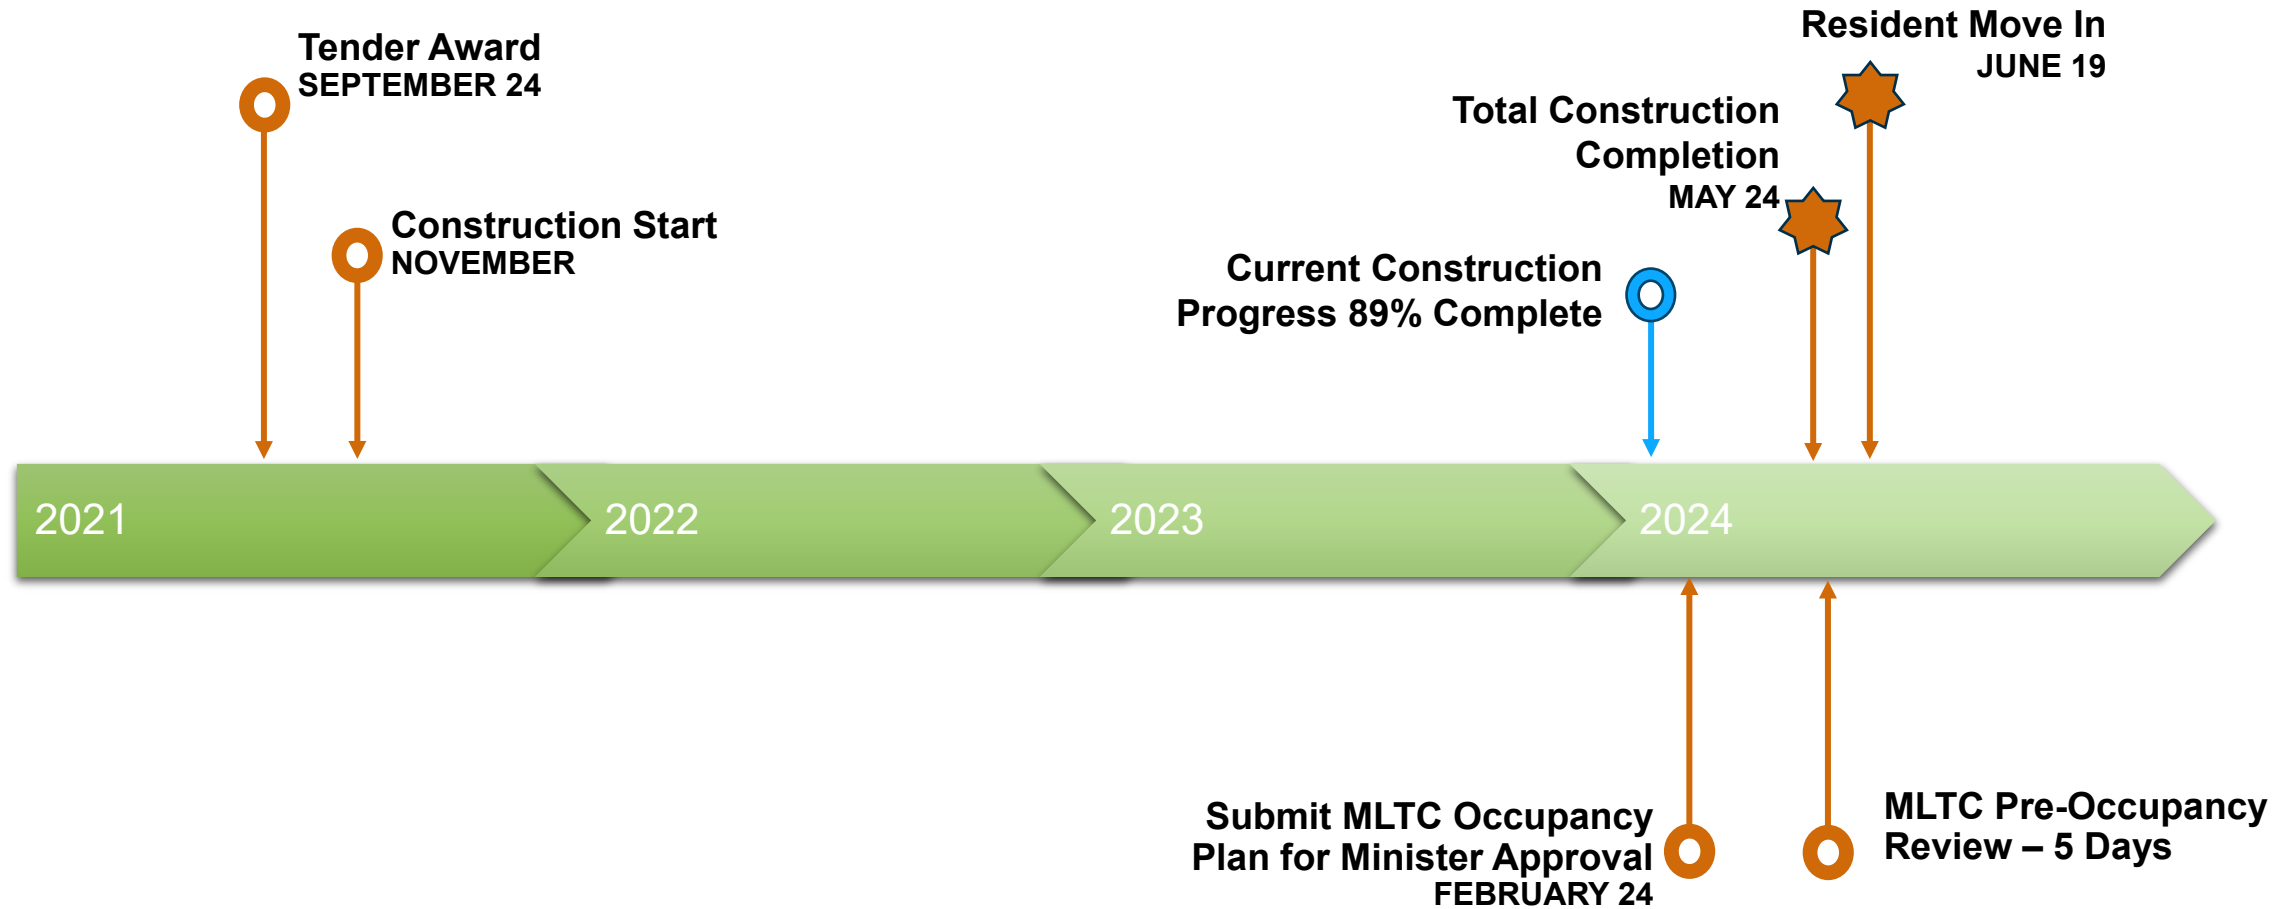 Tender Award
SEPTEMBER 24
Construction Start
NOVEMBER
Current Construction
Progress 89% Complete
Total Construction
Completion
MAY 24
Resident Move In
JUNE 19
2021
2022
2023
2024
Submit MLTC Occupancy
Plan for Minister Approval
FEBRUARY 24
MLTC Pre-Occupancy
Review – 5 Days